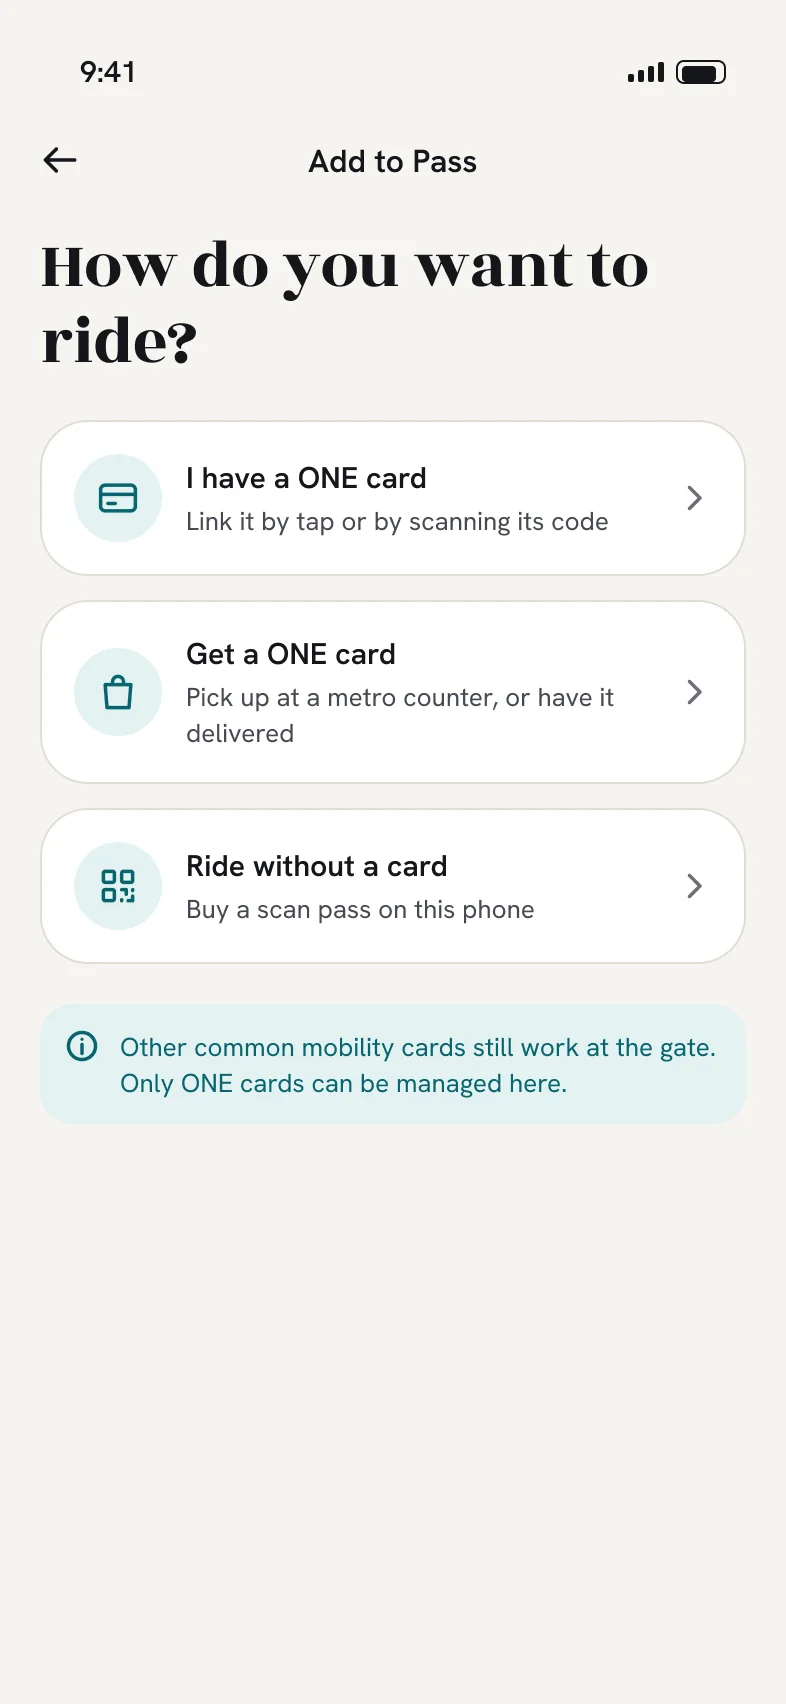 9:41
Add to Pass
How do you want to
ride?
I have a ONE card
Link it by tap or by scanning its code
Get a ONE card
Pick up at a metro counter, or have it
delivered
Ride without a card
Buy a scan pass on this phone
Other common mobility cards still work at the gate.
Only ONE cards can be managed here.